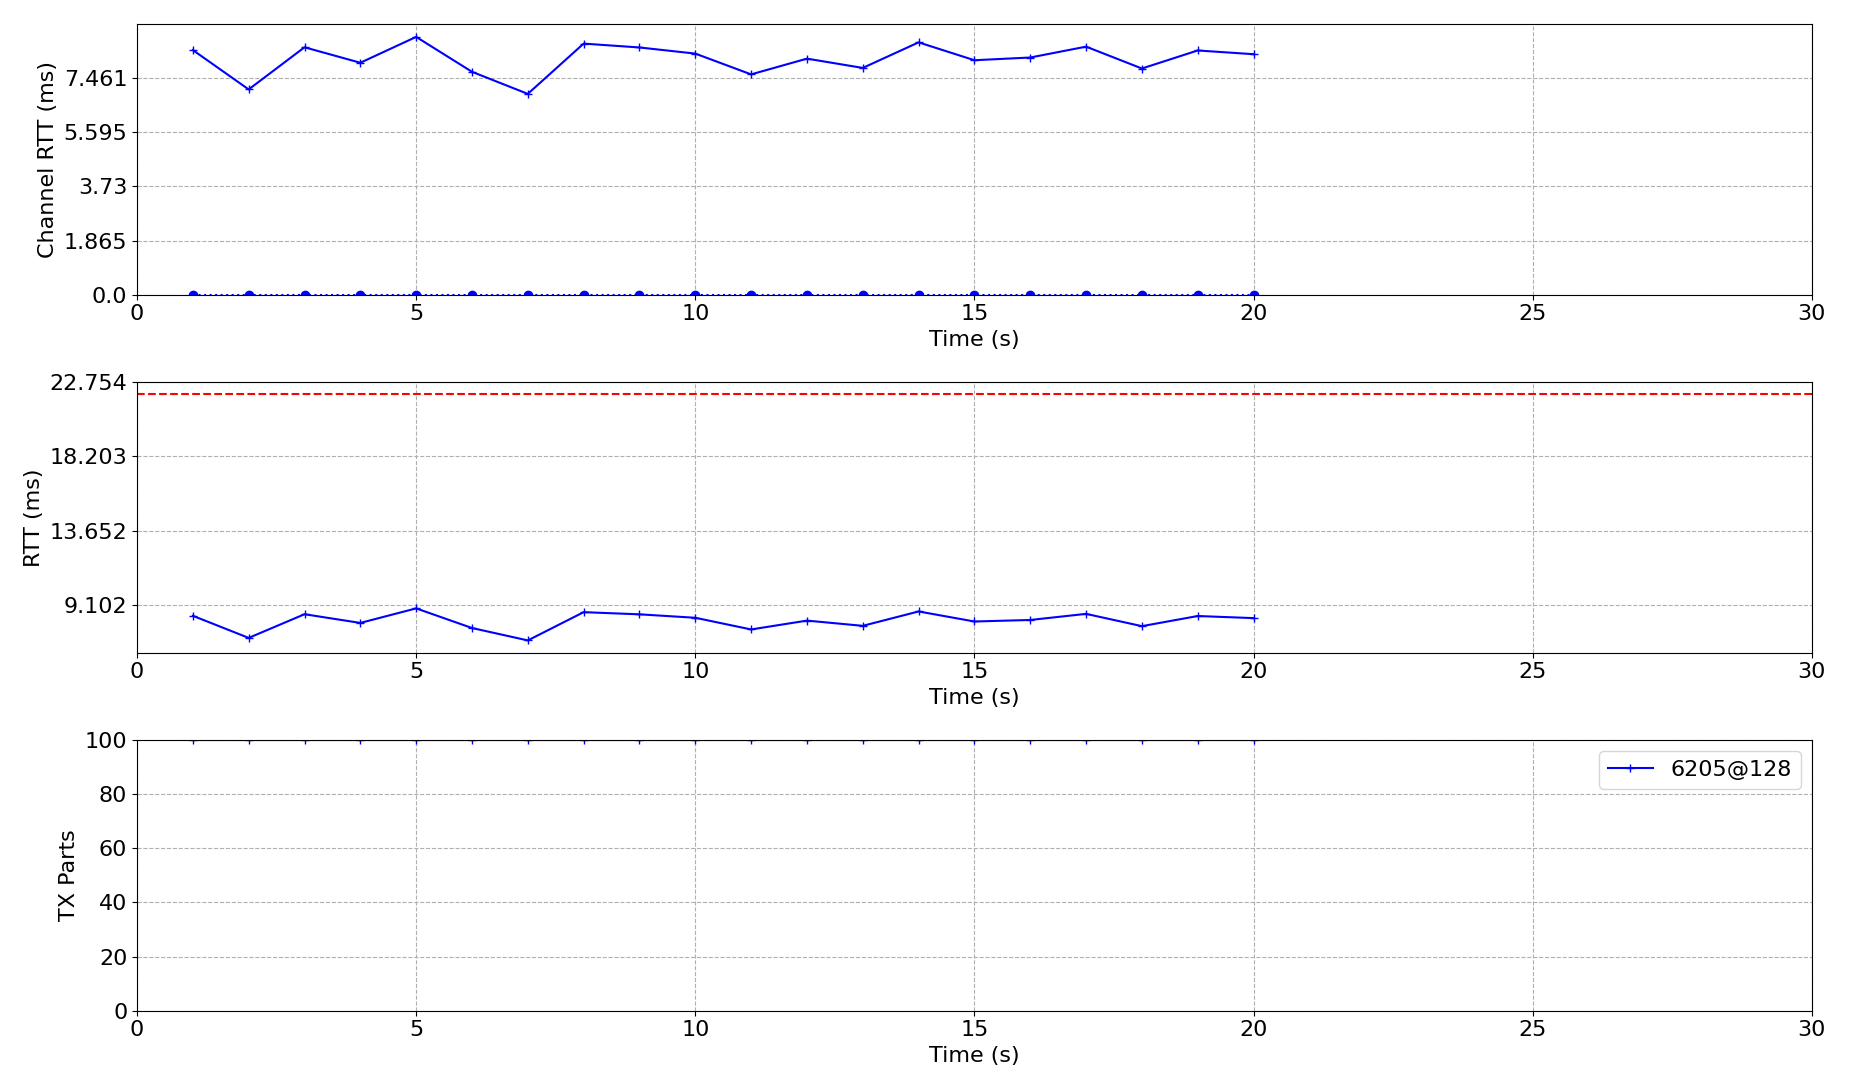 Channel RTT (ms)
7.461
5.595
3.73
1.865
0.0
0 5 10 15 20 25 30
Time (s)
RTT (ms)
22.754
18.203
13.652
9.102
0 5 10 15 20 25 30
Time (s)
TX Parts
100
80
60
40
20
0
6205@128
0 5 10 15 20 25 30
Time (s)